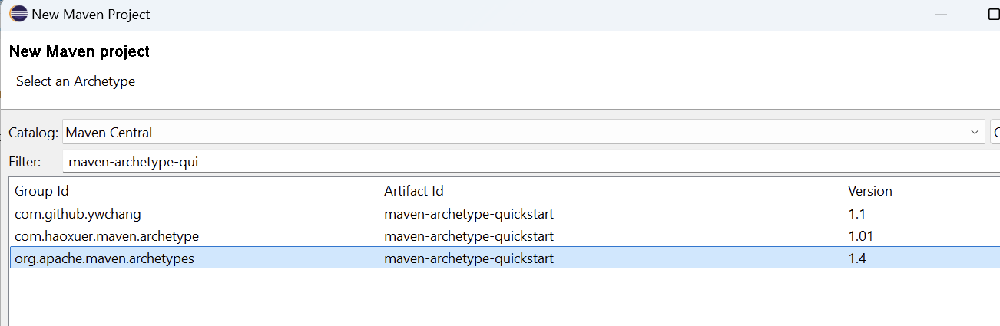 New Maven Project
New Maven project
Select an Archetype
Catalog: Maven Central
Filter: maven-archetype-qui
Group Id Artifact Id Version
com.github.ywchang maven-archetype-quickstart 1.1
com.haoxuer.maven.archetype maven-archetype-quickstart 1.01
org.apache.maven.archetypes maven-archetype-quickstart 1.4